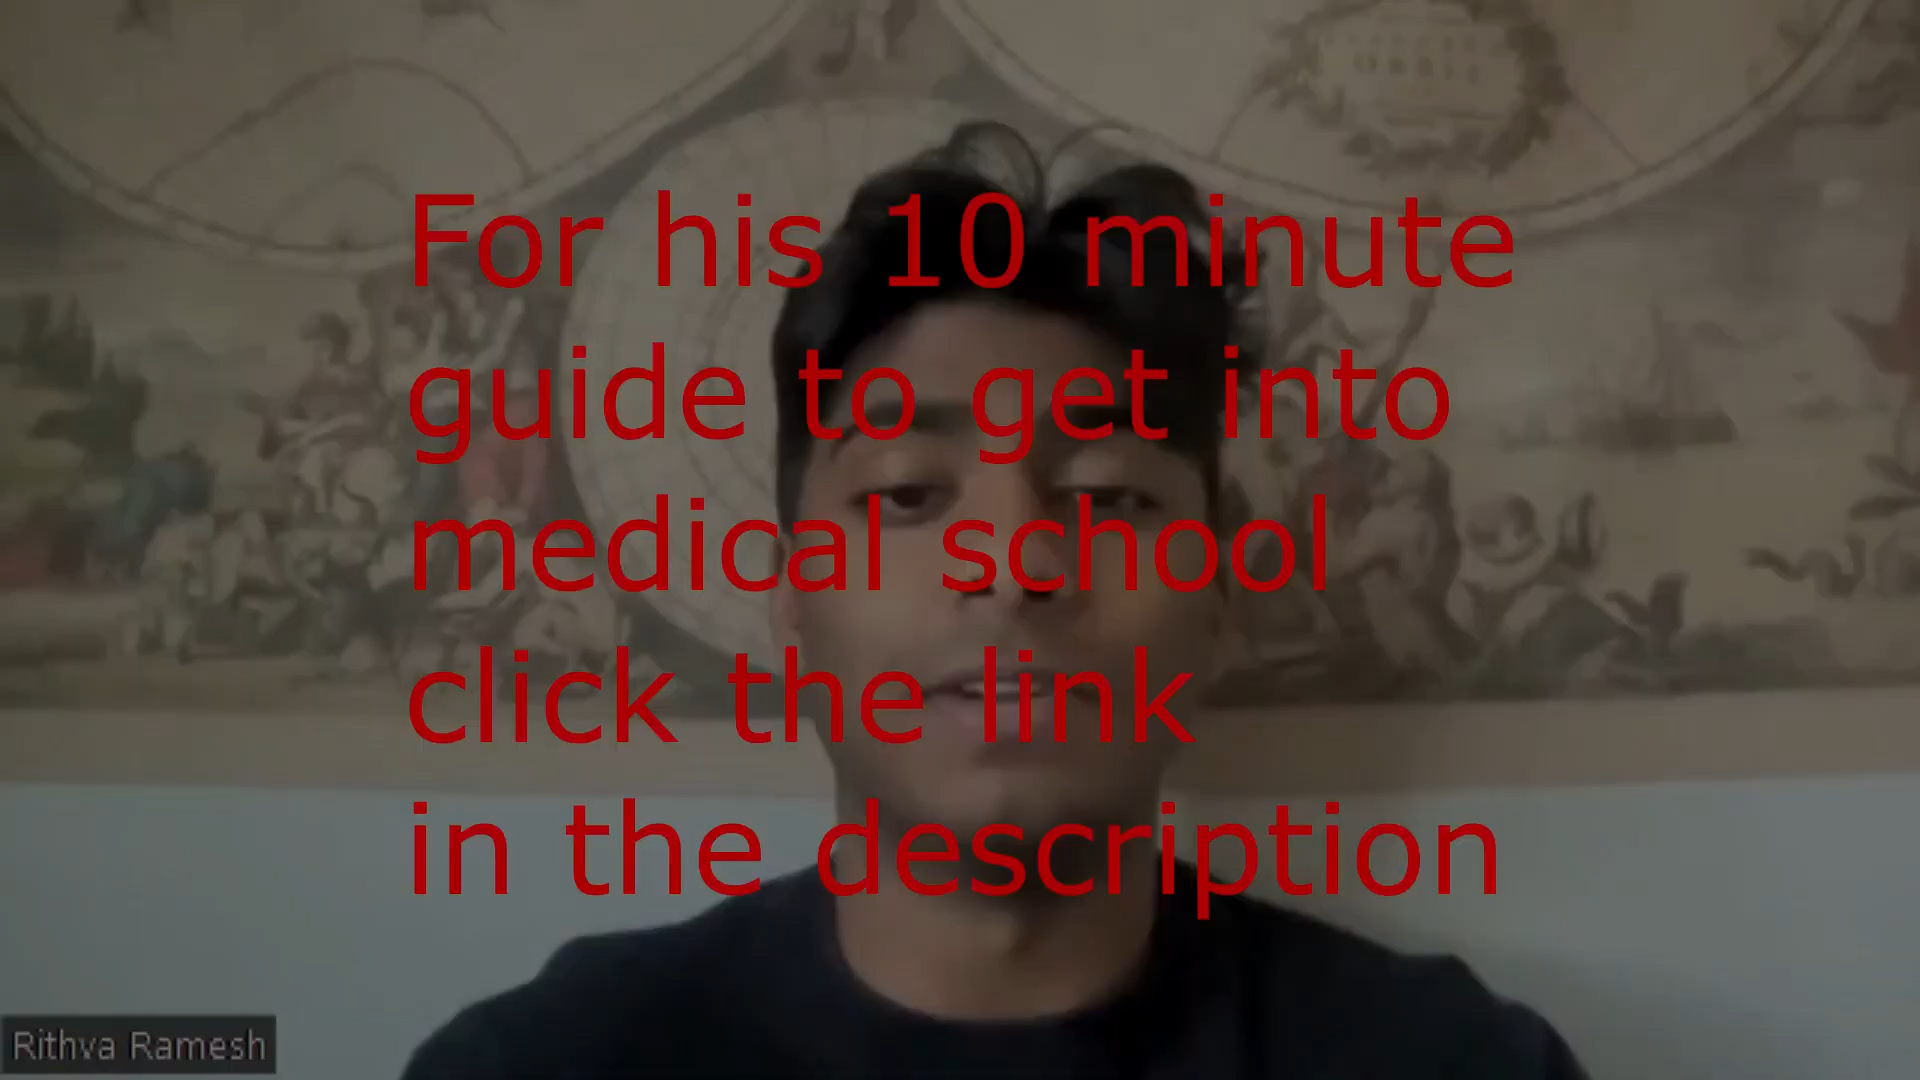 For his 10 minute
guide to get into
medical school
click the link
in the description
Rithva Ramesh